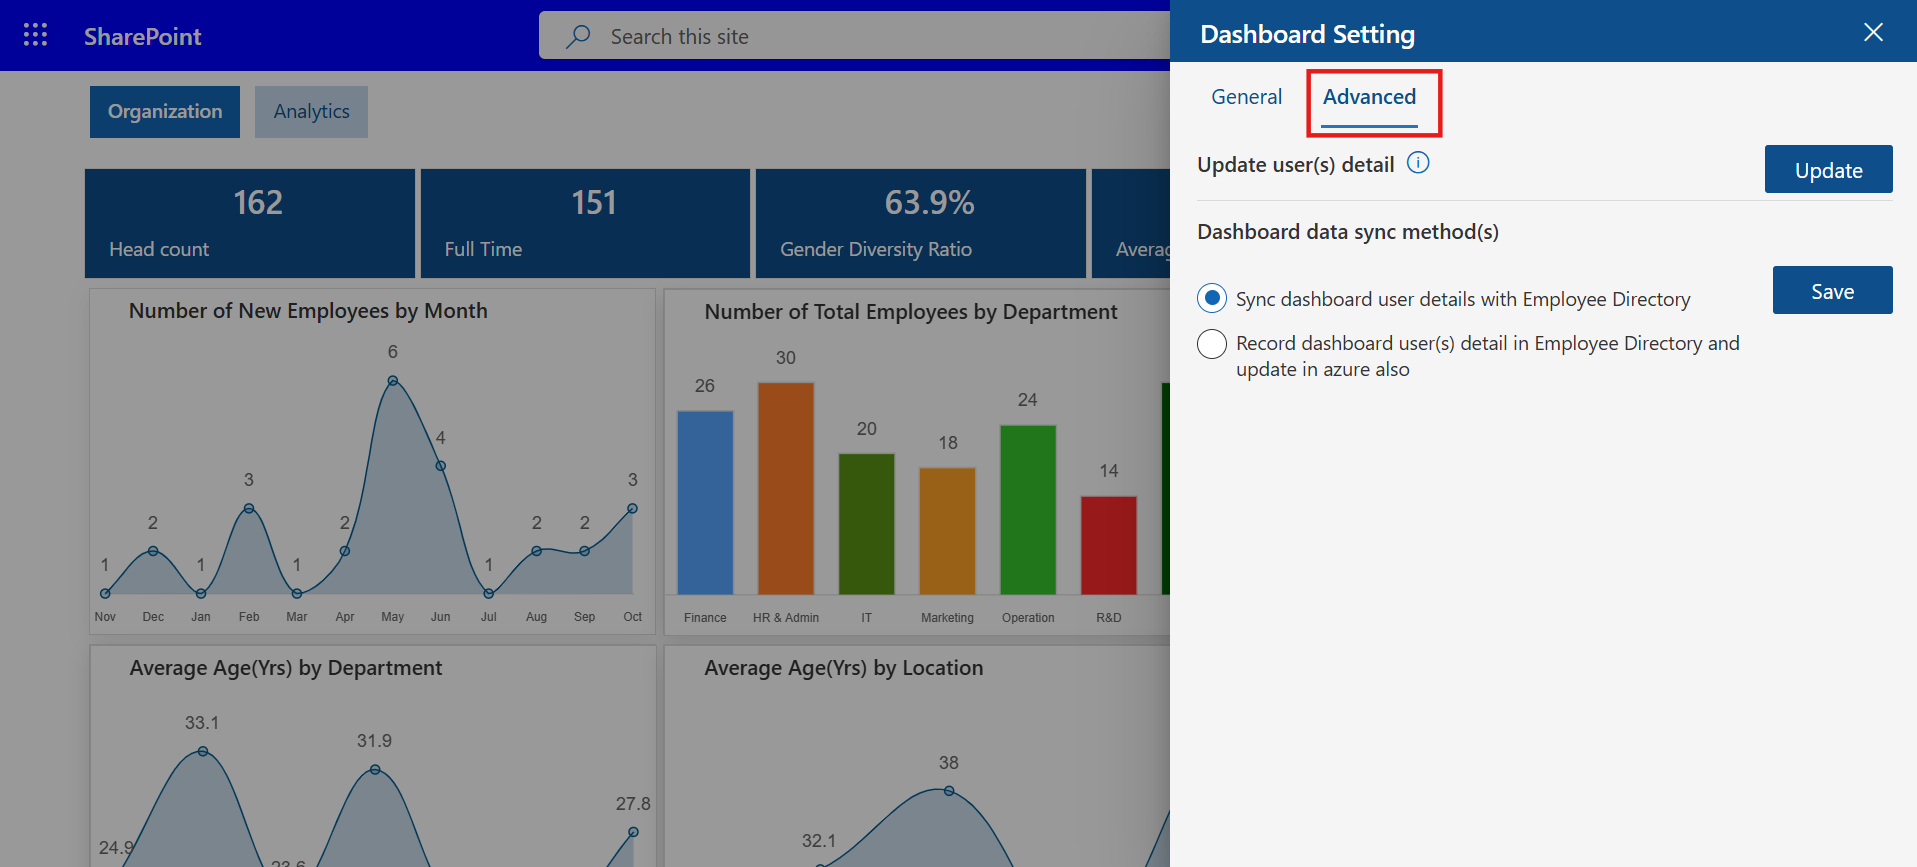 SharePoint
Search this site
Organization
Analytics
162
Head count
151
Full Time
63.9%
Gender Diversity Ratio
Number of New Employees by Month
1
2
1
3
1
2
6
4
1
2
2
3
Nov Dec Jan Feb Mar Apr May Jun Jul Aug Sep Oct
Number of Total Employees by Department
26
30
20
18
24
14
Finance HR & Admin IT Marketing Operation R&D
Average Age(Yrs) by Department
24.9
33.1
31.9
27.8
Average Age(Yrs) by Location
32.1
38
Dashboard Setting
General
Advanced
Update user(s) detail
Update
Dashboard data sync method(s)
Sync dashboard user details with Employee Directory
Save
Record dashboard user(s) detail in Employee Directory and
update in azure also